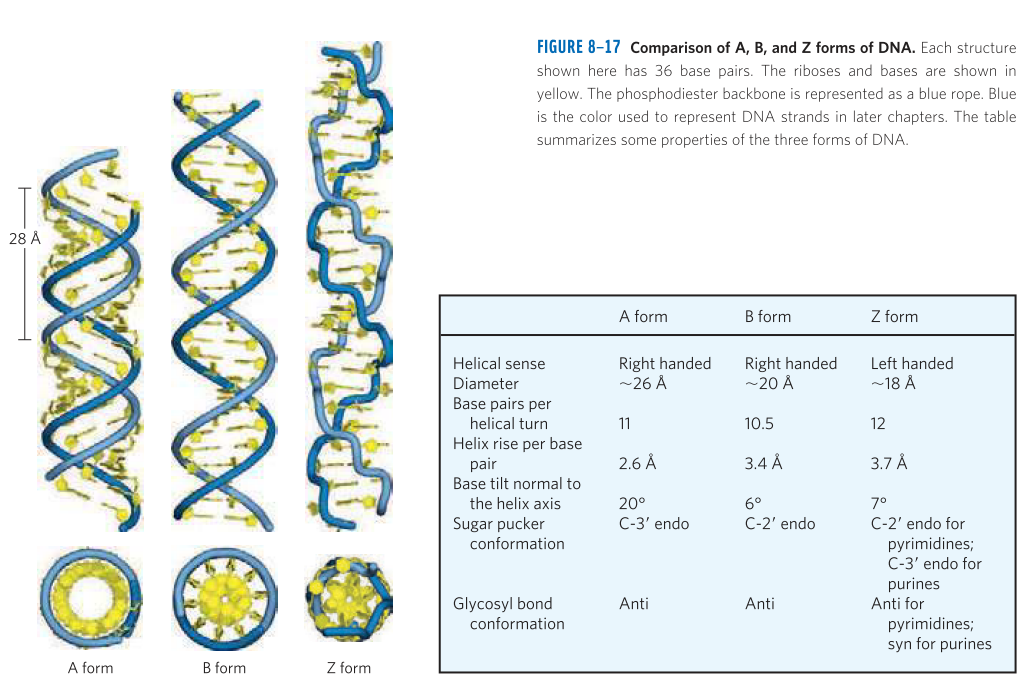 FIGURE 8–17 Comparison of A, B, and Z forms of DNA. Each structure
shown here has 36 base pairs. The riboses and bases are shown in
yellow. The phosphodiester backbone is represented as a blue rope. Blue
is the color used to represent DNA strands in later chapters. The table
summarizes some properties of the three forms of DNA.
28 Å
A form B form Z form
Helical sense Right handed Right handed Left handed
Diameter ~26 Å ~20 Å ~18 Å
Base pairs per
helical turn 11 10.5 12
Helix rise per base
pair 2.6 Å 3.4 Å 3.7 Å
Base tilt normal to
the helix axis 20° 6° 7°
Sugar pucker C-3′ endo C-2′ endo C-2′ endo for
conformation pyrimidines;
C-3′ endo for
purines
Glycosyl bond Anti Anti Anti for
conformation pyrimidines;
syn for purines
A form B form Z form